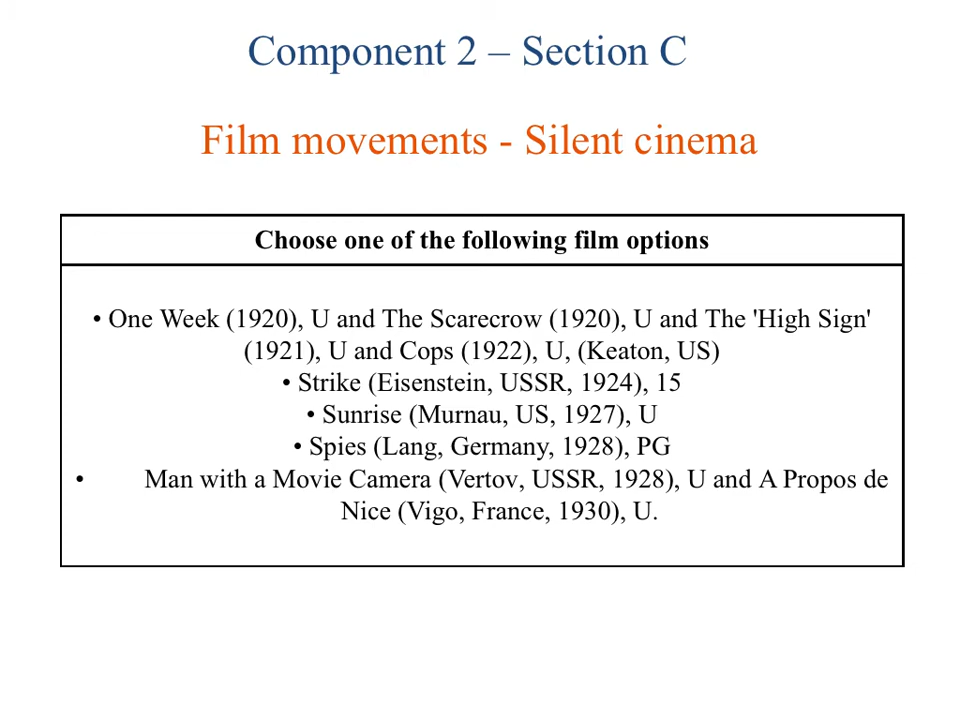 Component 2 – Section C
Film movements - Silent cinema
Choose one of the following film options
• One Week (1920), U and The Scarecrow (1920), U and The 'High Sign'
(1921), U and Cops (1922), U, (Keaton, US)
• Strike (Eisenstein, USSR, 1924), 15
• Sunrise (Murnau, US, 1927), U
• Spies (Lang, Germany, 1928), PG
• Man with a Movie Camera (Vertov, USSR, 1928), U and A Propos de
Nice (Vigo, France, 1930), U.